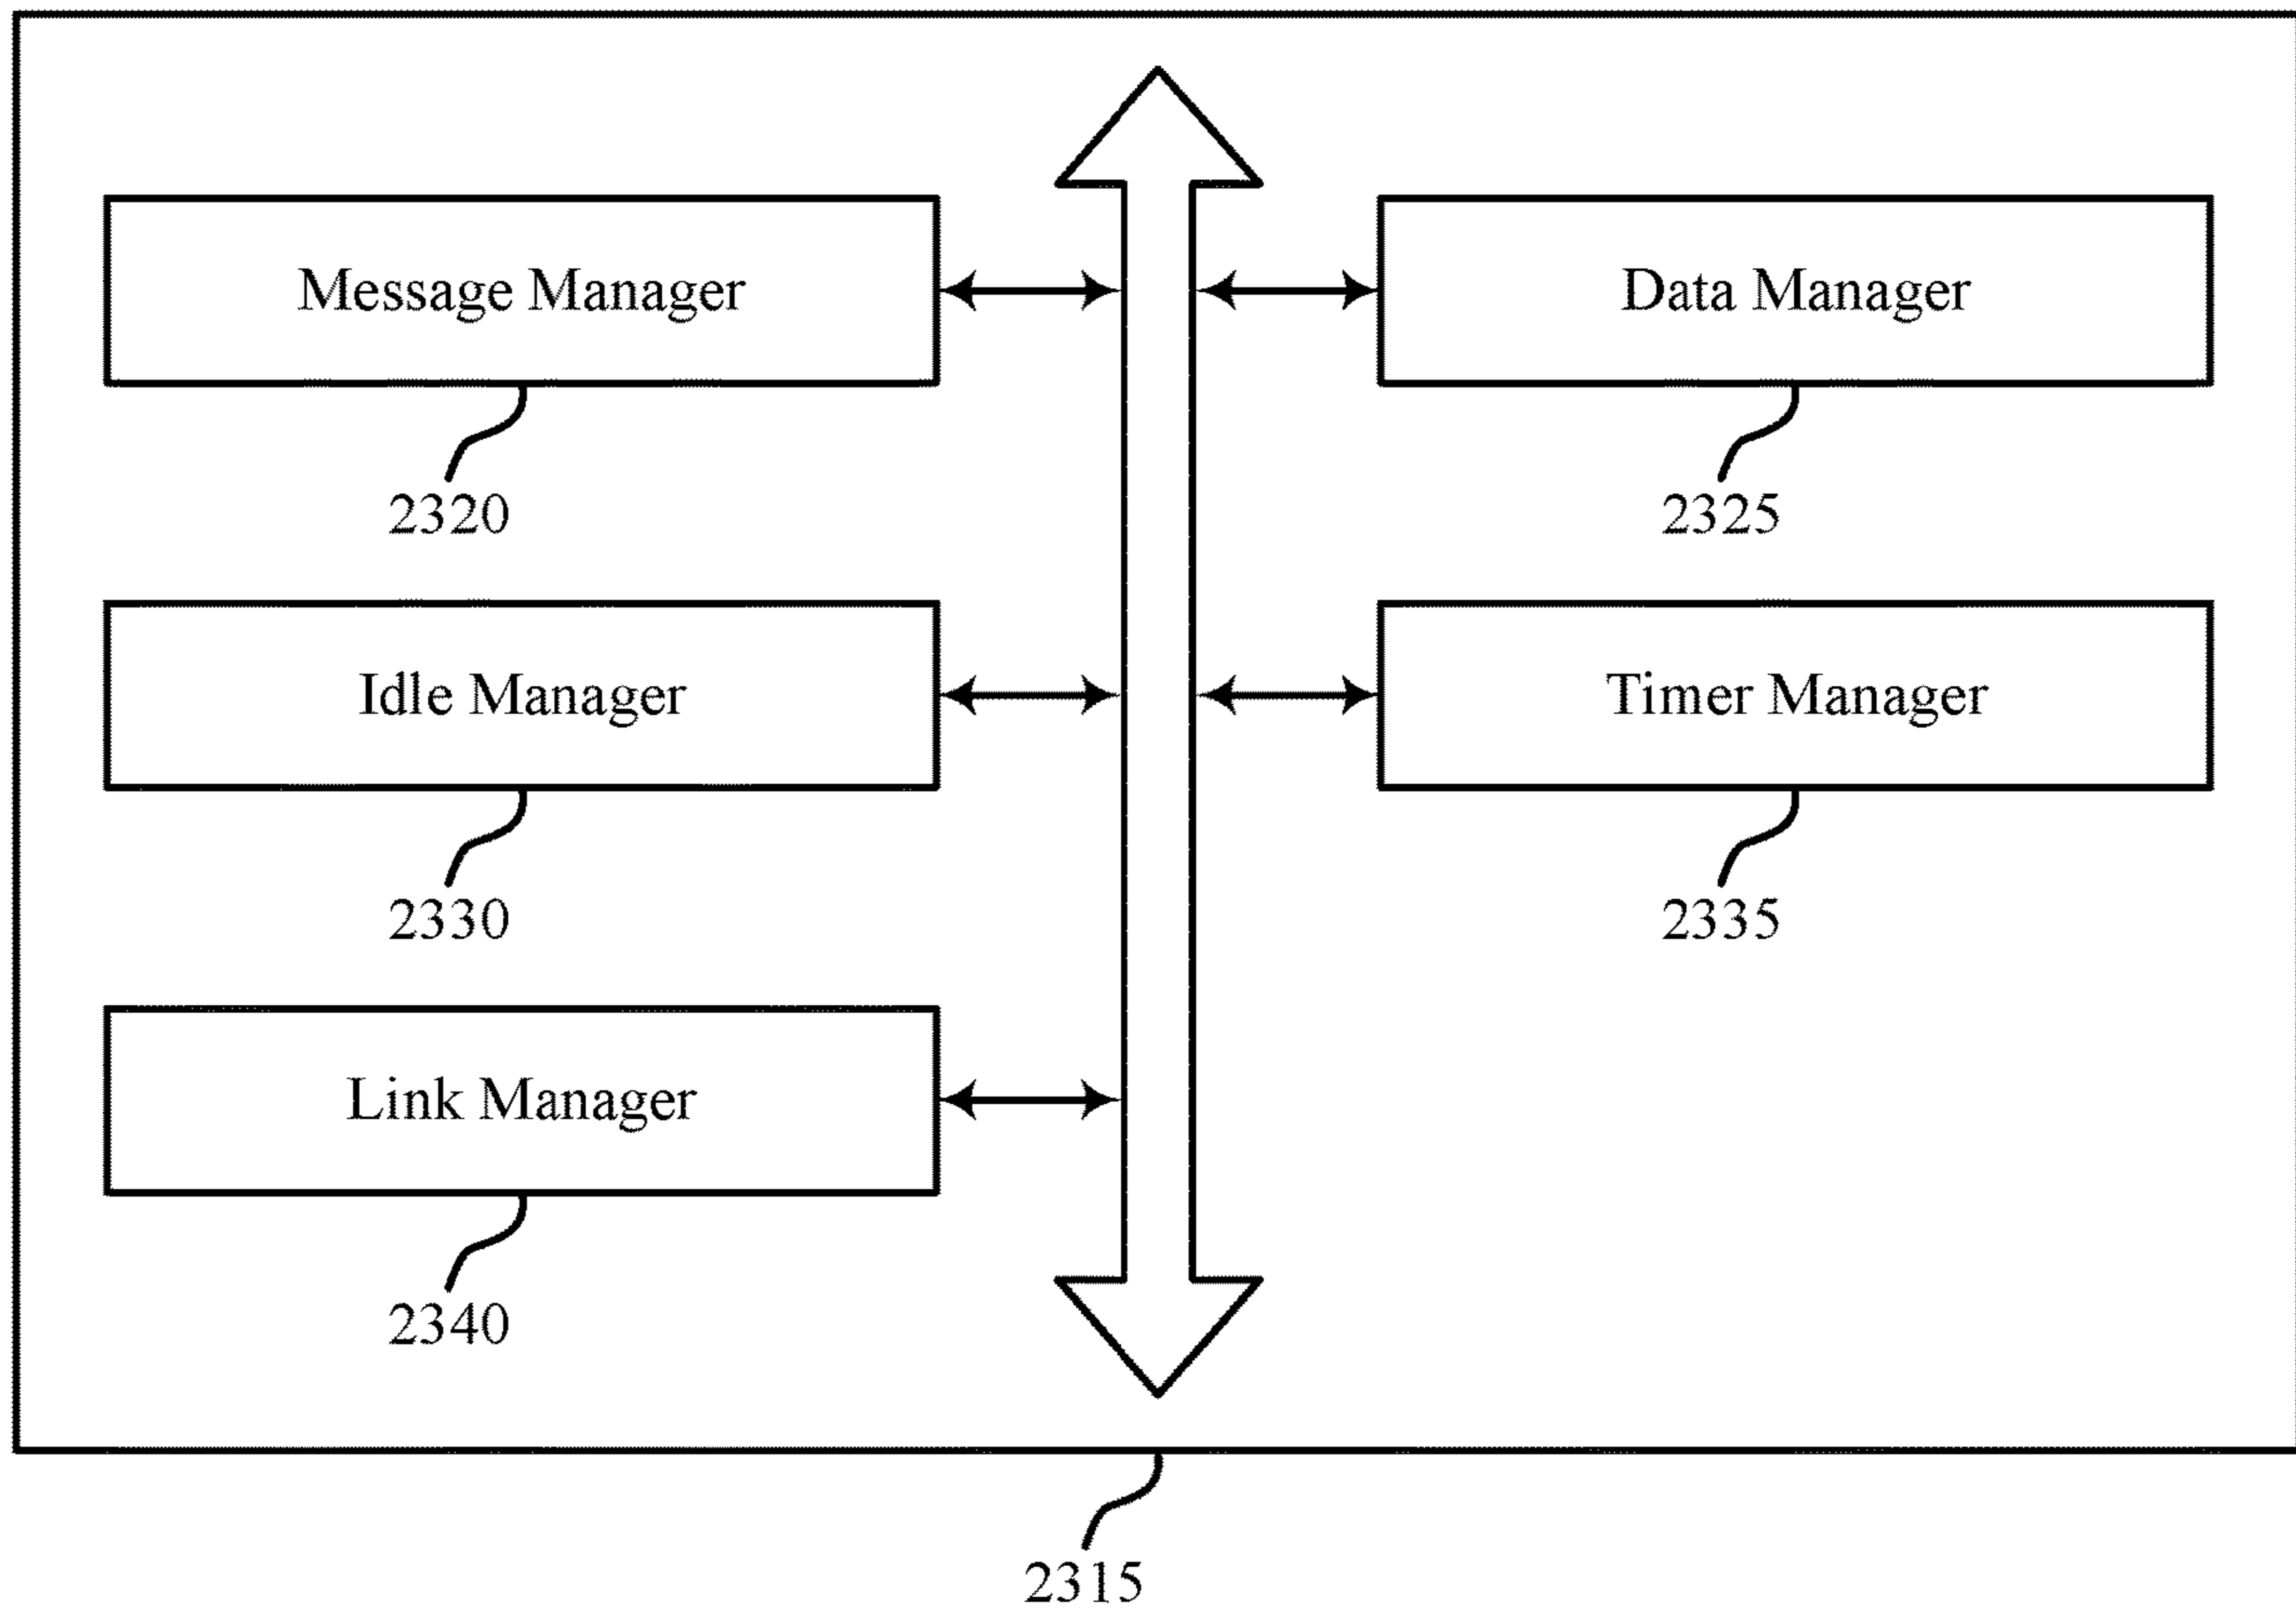 Message Manager
Data Manager
2320
2325
Idle Manager
Timer Manager
2330
2335
Link Manager
2340
2315